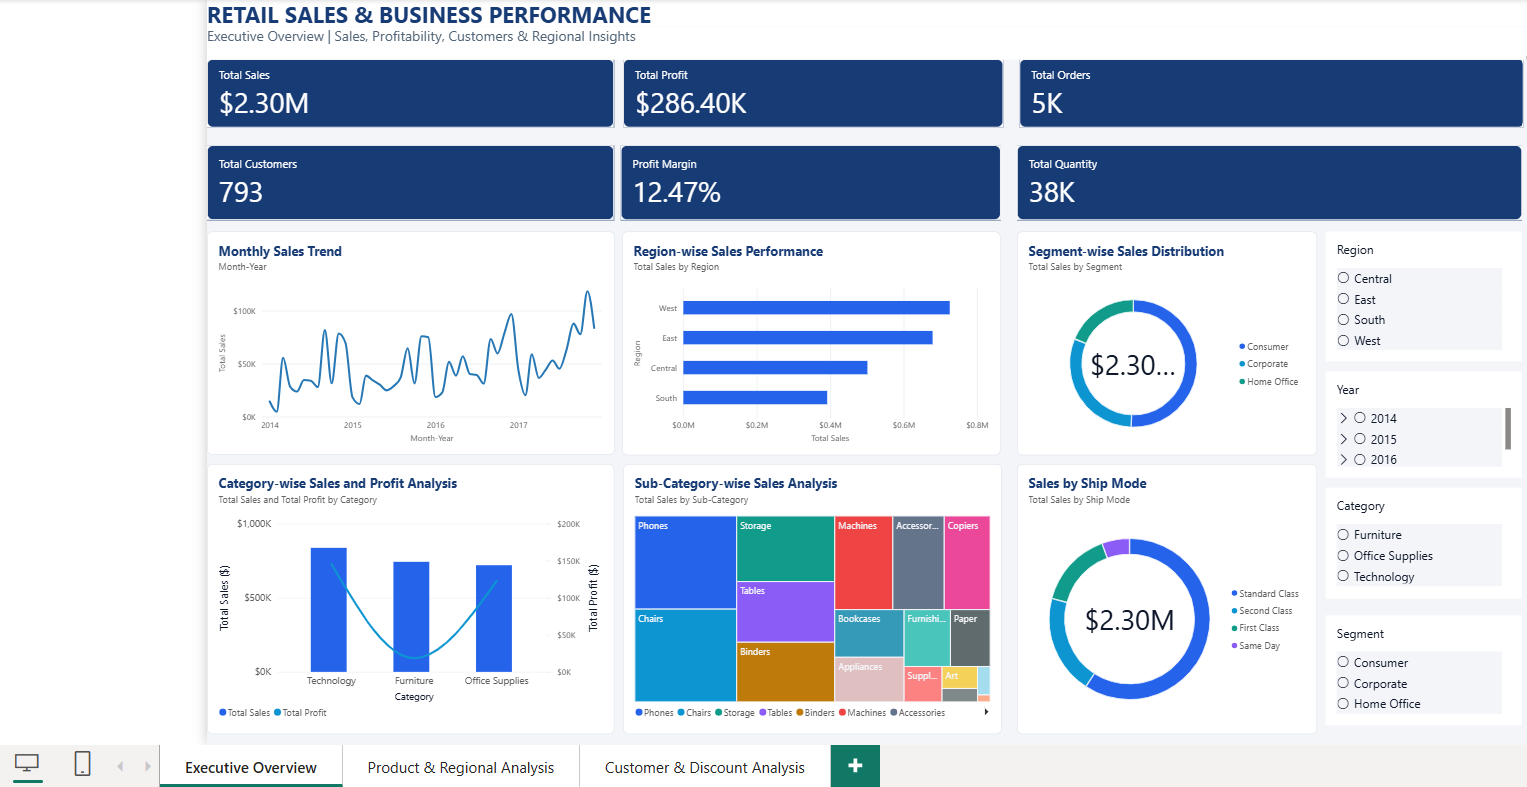 RETAIL SALES & BUSINESS PERFORMANCE
Executive Overview | Sales, Profitability, Customers & Regional Insights
Total Sales
$2.30M
Total Profit
$286.40K
Total Orders
5K
Total Customers
793
Profit Margin
12.47%
Total Quantity
38K
Monthly Sales Trend
Month-Year
$100K
$50K
$0K
Total Sales
2014
2015
2016
2017
Month-Year
Region-wise Sales Performance
Total Sales by Region
Region
West
East
Central
South
$0.0M
$0.2M
$0.4M
$0.6M
$0.8M
Total Sales
Segment-wise Sales Distribution
Total Sales by Segment
$2.30...
Consumer
Corporate
Home Office
Region
Central
East
South
West
Year
2014
2015
2016
Category-wise Sales and Profit Analysis
Total Sales and Total Profit by Category
$1,000K
$500K
$0K
Total Sales ($)
$200K
$150K
$100K
$50K
$0K
Total Profit ($)
Technology
Furniture
Office Supplies
Category
Total Sales
Total Profit
Sub-Category-wise Sales Analysis
Total Sales by Sub-Category
Phones
Storage
Machines
Accessor...
Copiers
Tables
Chairs
Bookcases
Furnishi...
Paper
Binders
Appliances
Suppl...
Art
Phones
Chairs
Storage
Tables
Binders
Machines
Accessories
Sales by Ship Mode
Total Sales by Ship Mode
$2.30M
Standard Class
Second Class
First Class
Same Day
Category
Furniture
Office Supplies
Technology
Segment
Consumer
Corporate
Home Office
Executive Overview
Product & Regional Analysis
Customer & Discount Analysis